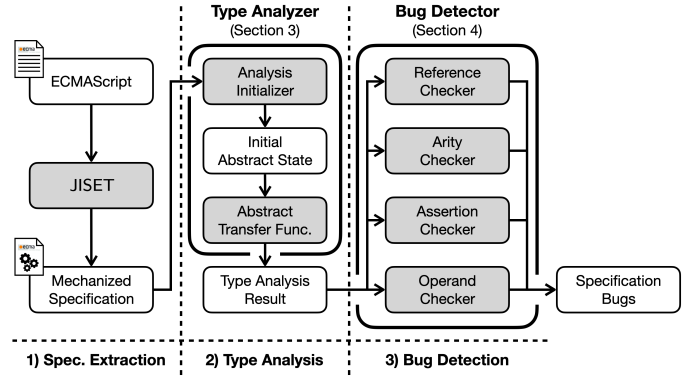 Type Analyzer
(Section 3)
Bug Detector
(Section 4)
ecma
ECMAScript
JISET
ecma
Mechanized
Specification
Analysis
Initializer
Initial
Abstract State
Abstract
Transfer Func.
Type Analysis
Result
Reference
Checker
Arity
Checker
Assertion
Checker
Operand
Checker
Specification
Bugs
1) Spec. Extraction
2) Type Analysis
3) Bug Detection